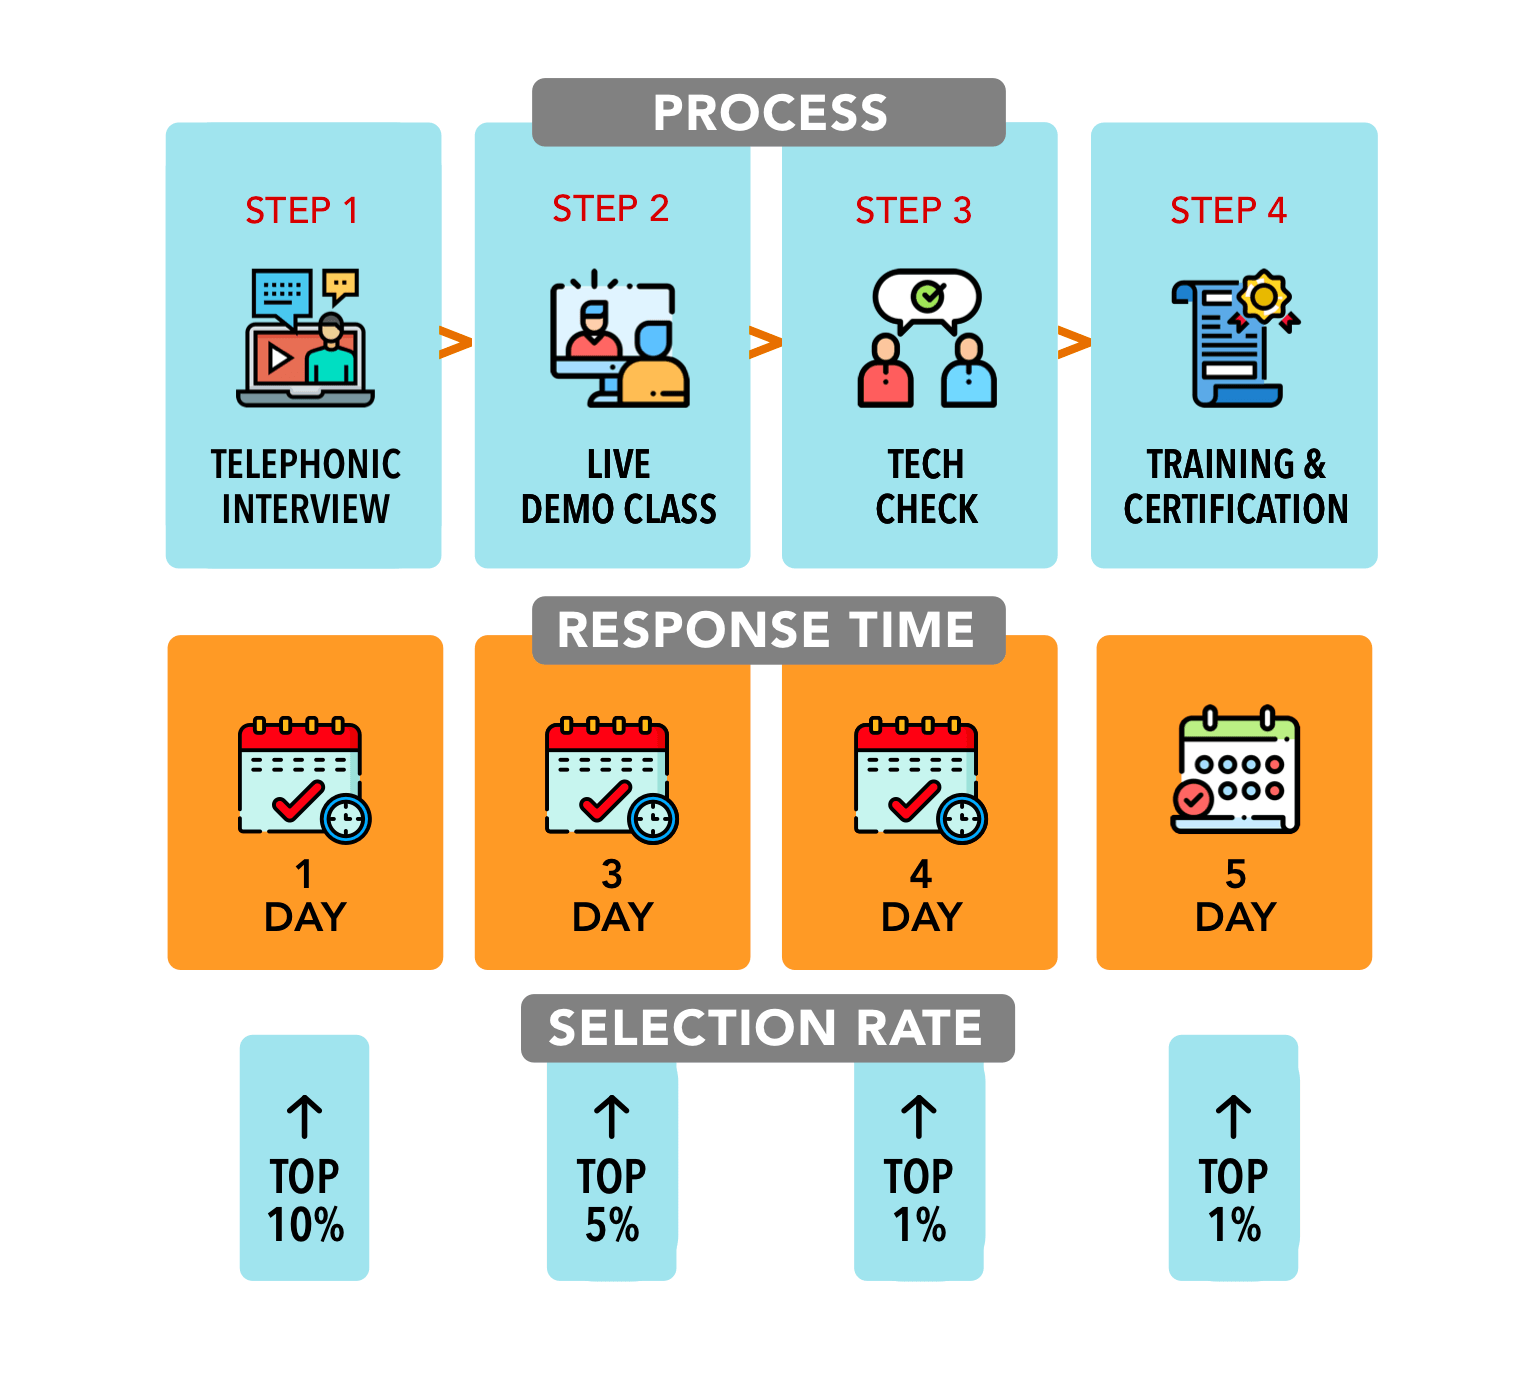 PROCESS
STEP 1
TELEPHONIC
INTERVIEW
>
STEP 2
LIVE
DEMO CLASS
>
STEP 3
TECH
CHECK
>
STEP 4
TRAINING &
CERTIFICATION
RESPONSE TIME
1
DAY
3
DAY
4
DAY
5
DAY
SELECTION RATE
↑
TOP
10%
↑
TOP
5%
↑
TOP
1%
↑
TOP
1%